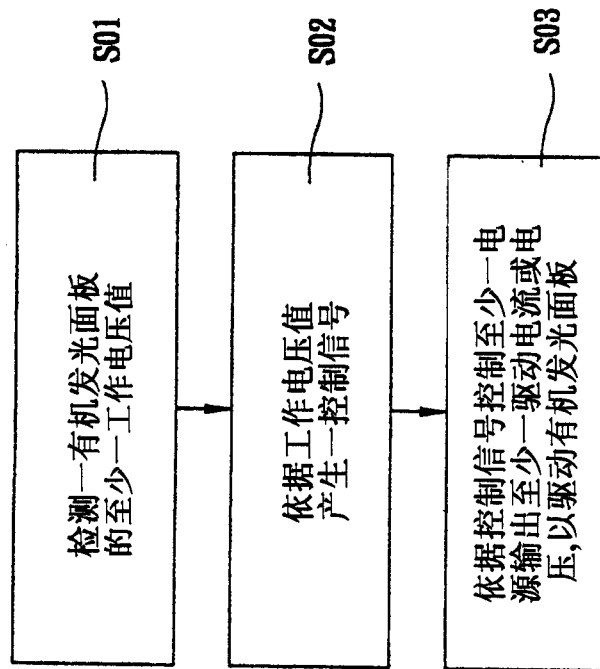 S01
检测一有机发光面板
的至少一工作电压值
S02
依据工作电压值
产生一控制信号
S03
依据控制信号控制至少一电
源输出至少一驱动电流或电
压,以驱动有机发光面板